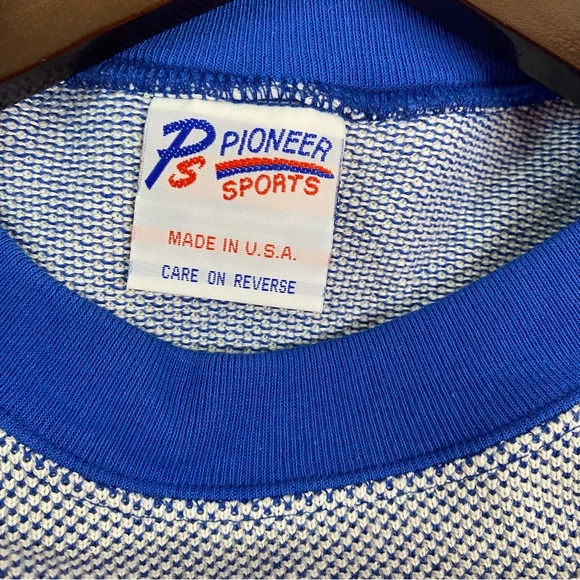 PS PIONEER
SPORTS
MADE IN U.S.A.
CARE ON REVERSE